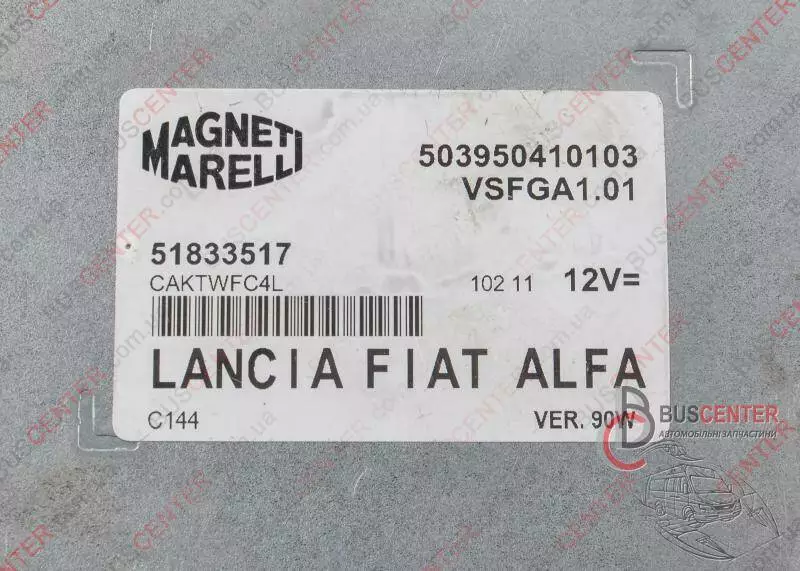 MAGNETI
MARELLI
503950410103
VSFGA1.01
51833517
CAKTWFC4L
102 11 12V=
LANCIA FIAT ALFA
C144
VER. 90W
BUSCENTER
АВТОМОБІЛЬНІ ЗАПЧАСТИНИ